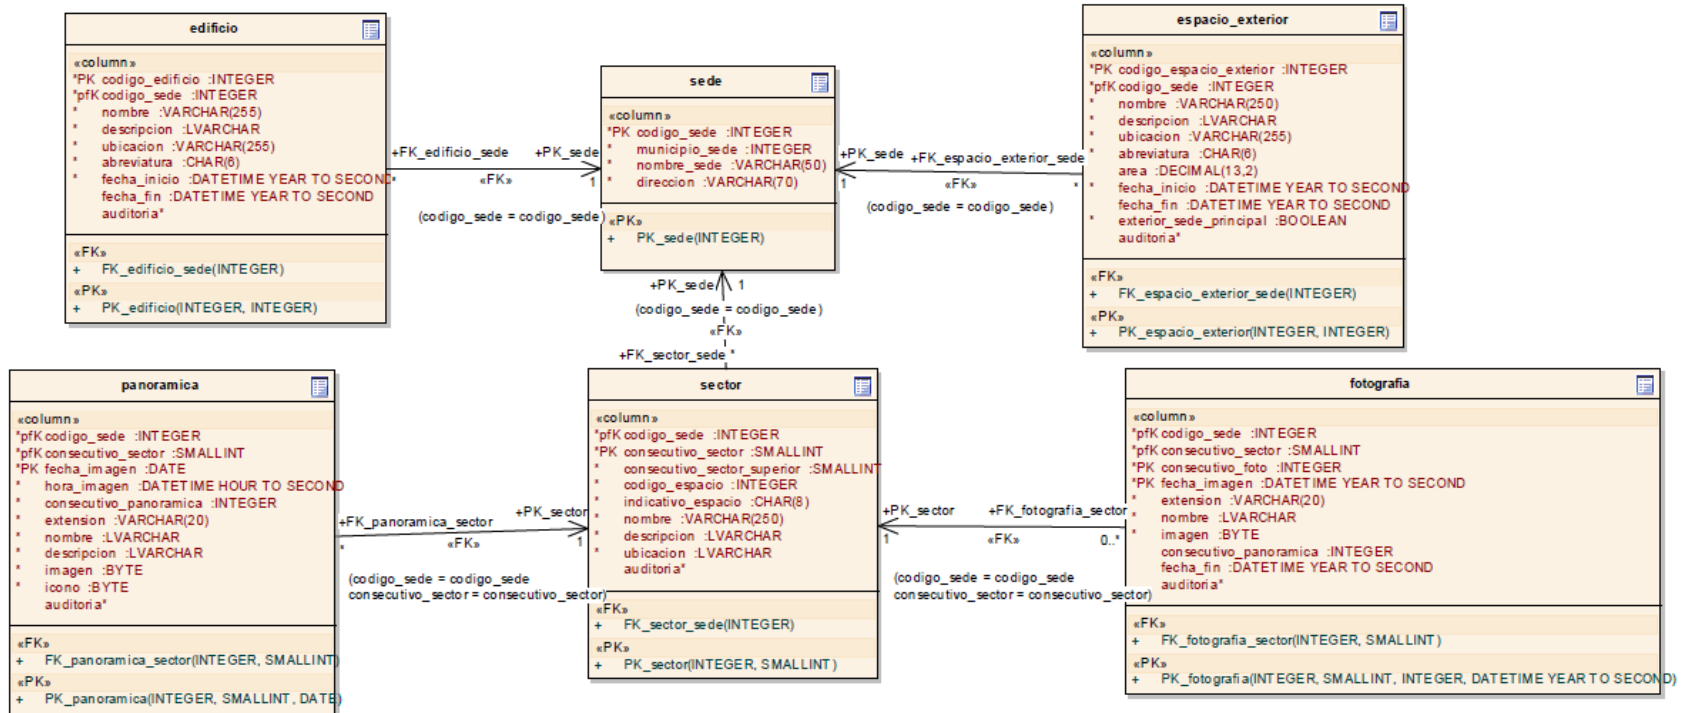 edificio
«column»
*PK codigo_edificio :INTEGER
*pfK codigo_sede :INTEGER
* nombre :VARCHAR(255)
* descripcion :LVARCHAR
* ubicacion :VARCHAR(255)
* abreviatura :CHAR(6)
* fecha_inicio :DATETIME YEAR TO SECOND
fecha_fin :DATETIME YEAR TO SECOND
auditoria*
«FK»
+ FK_edificio_sede(INTEGER)
«PK»
+ PK_edificio(INTEGER, INTEGER)
+FK_edificio_sede
+PK_sede
*
«FK»
1
(codigo_sede = codigo_sede)
sede
«column»
*PK codigo_sede :INTEGER
* municipio_sede :INTEGER
* nombre_sede :VARCHAR(50)
* direccion :VARCHAR(70)
«PK»
+ PK_sede(INTEGER)
+PK_sede
+FK_espacio_exterior_sede
1
«FK»
*
(codigo_sede = codigo_sede)
espacio_exterior
«column»
*PK codigo_espacio_exterior :INTEGER
*pfK codigo_sede :INTEGER
* nombre :VARCHAR(250)
* descripcion :LVARCHAR
* ubicacion :VARCHAR(255)
* abreviatura :CHAR(6)
area :DECIMAL(13,2)
* fecha_inicio :DATETIME YEAR TO SECOND
fecha_fin :DATETIME YEAR TO SECOND
* exterior_sede_principal :BOOLEAN
auditoria*
«FK»
+ FK_espacio_exterior_sede(INTEGER)
«PK»
+ PK_espacio_exterior(INTEGER, INTEGER)
+PK_sede
1
(codigo_sede = codigo_sede)
«FK»
+FK_sector_sede *
panoramica
«column»
*pfK codigo_sede :INTEGER
*pfK consecutivo_sector :SMALLINT
*PK fecha_imagen :DATE
* hora_imagen :DATETIME HOUR TO SECOND
* consecutivo_panoramica :INTEGER
* extension :VARCHAR(20)
* nombre :LVARCHAR
* descripcion :LVARCHAR
* imagen :BYTE
* icono :BYTE
auditoria*
«FK»
+ FK_panoramica_sector(INTEGER, SMALLINT)
«PK»
+ PK_panoramica(INTEGER, SMALLINT, DATE)
+FK_panoramica_sector
+PK_sector
*
«FK»
1
(codigo_sede = codigo_sede
consecutivo_sector = consecutivo_sector)
sector
«column»
*pfK codigo_sede :INTEGER
*PK consecutivo_sector :SMALLINT
* consecutivo_sector_superior :SMALLINT
* codigo_espacio :INTEGER
* indicativo_espacio :CHAR(8)
* nombre :VARCHAR(250)
* descripcion :LVARCHAR
* ubicacion :LVARCHAR
auditoria*
«FK»
+ FK_sector_sede(INTEGER)
«PK»
+ PK_sector(INTEGER, SMALLINT)
+PK_sector
+FK_fotografia_sector
1
«FK»
0..*
(codigo_sede = codigo_sede
consecutivo_sector = consecutivo_sector)
fotografia
«column»
*pfK codigo_sede :INTEGER
*pfK consecutivo_sector :SMALLINT
*PK consecutivo_foto :INTEGER
*PK fecha_imagen :DATETIME YEAR TO SECOND
* extension :VARCHAR(20)
* nombre :LVARCHAR
* imagen :BYTE
consecutivo_panoramica :INTEGER
fecha_fin :DATETIME YEAR TO SECOND
auditoria*
«FK»
+ FK_fotografia_sector(INTEGER, SMALLINT)
«PK»
+ PK_fotografia(INTEGER, SMALLINT, INTEGER, DATETIME YEAR TO SECOND)